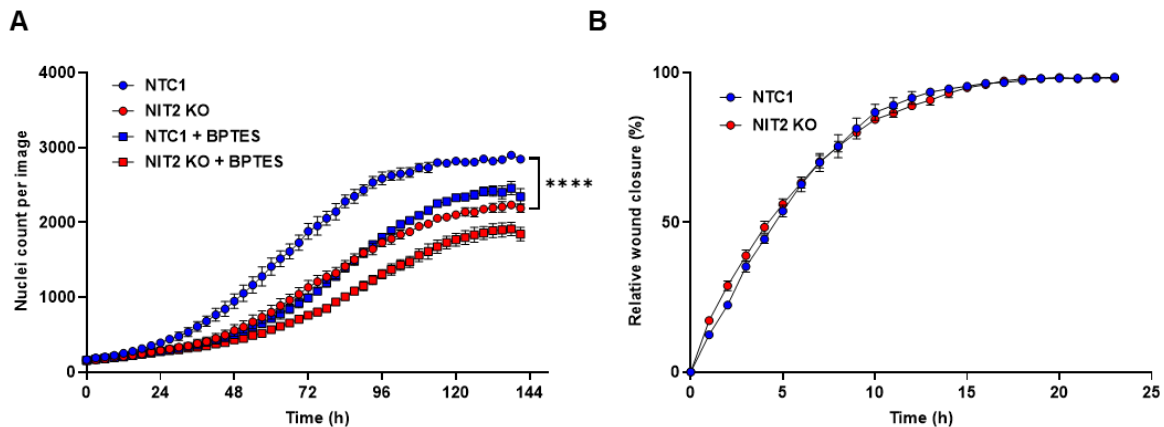 A
Nuclei count per image
4000
3000
2000
1000
0
NTC1
NIT2 KO
NTC1 + BPTES
NIT2 KO + BPTES
****
0 24 48 72 96 120 144
Time (h)
B
Relative wound closure (%)
100
50
0
NTC1
NIT2 KO
0 5 10 15 20 25
Time (h)